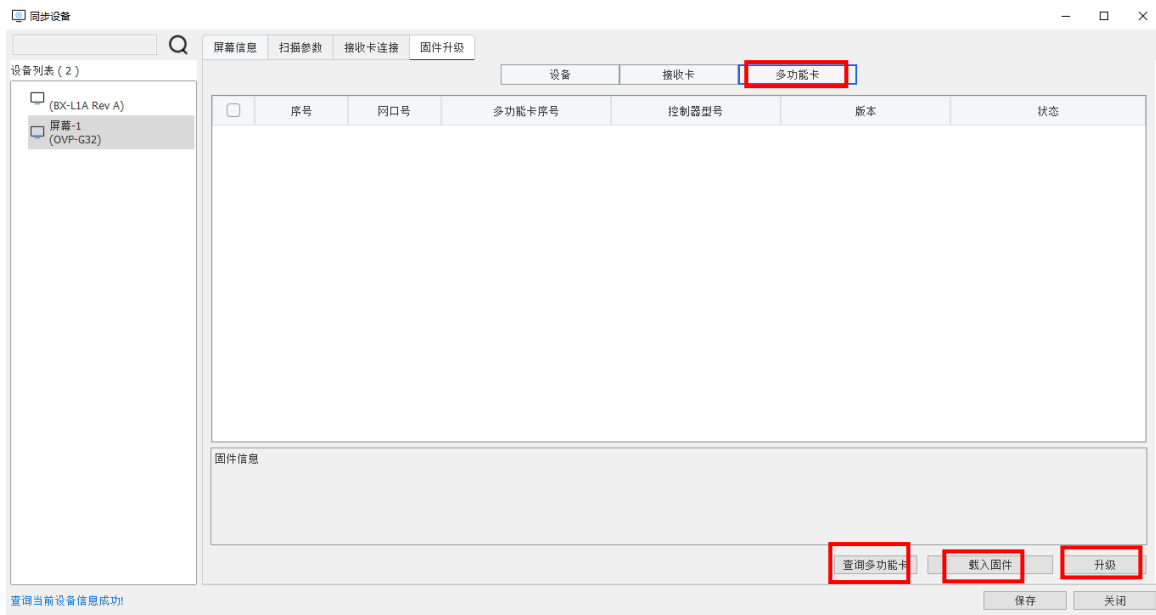 同步设备
屏幕信息 扫描参数 接收卡连接 固件升级
设备列表 ( 2 )
设备 接收卡 多功能卡
(BX-L1A Rev A)
屏幕-1
(OVP-G32)
序号 网口号 多功能卡序号 控制器型号 版本 状态
固件信息
查询多功能卡 载入固件 升级
查询当前设备信息成功! 保存 关闭